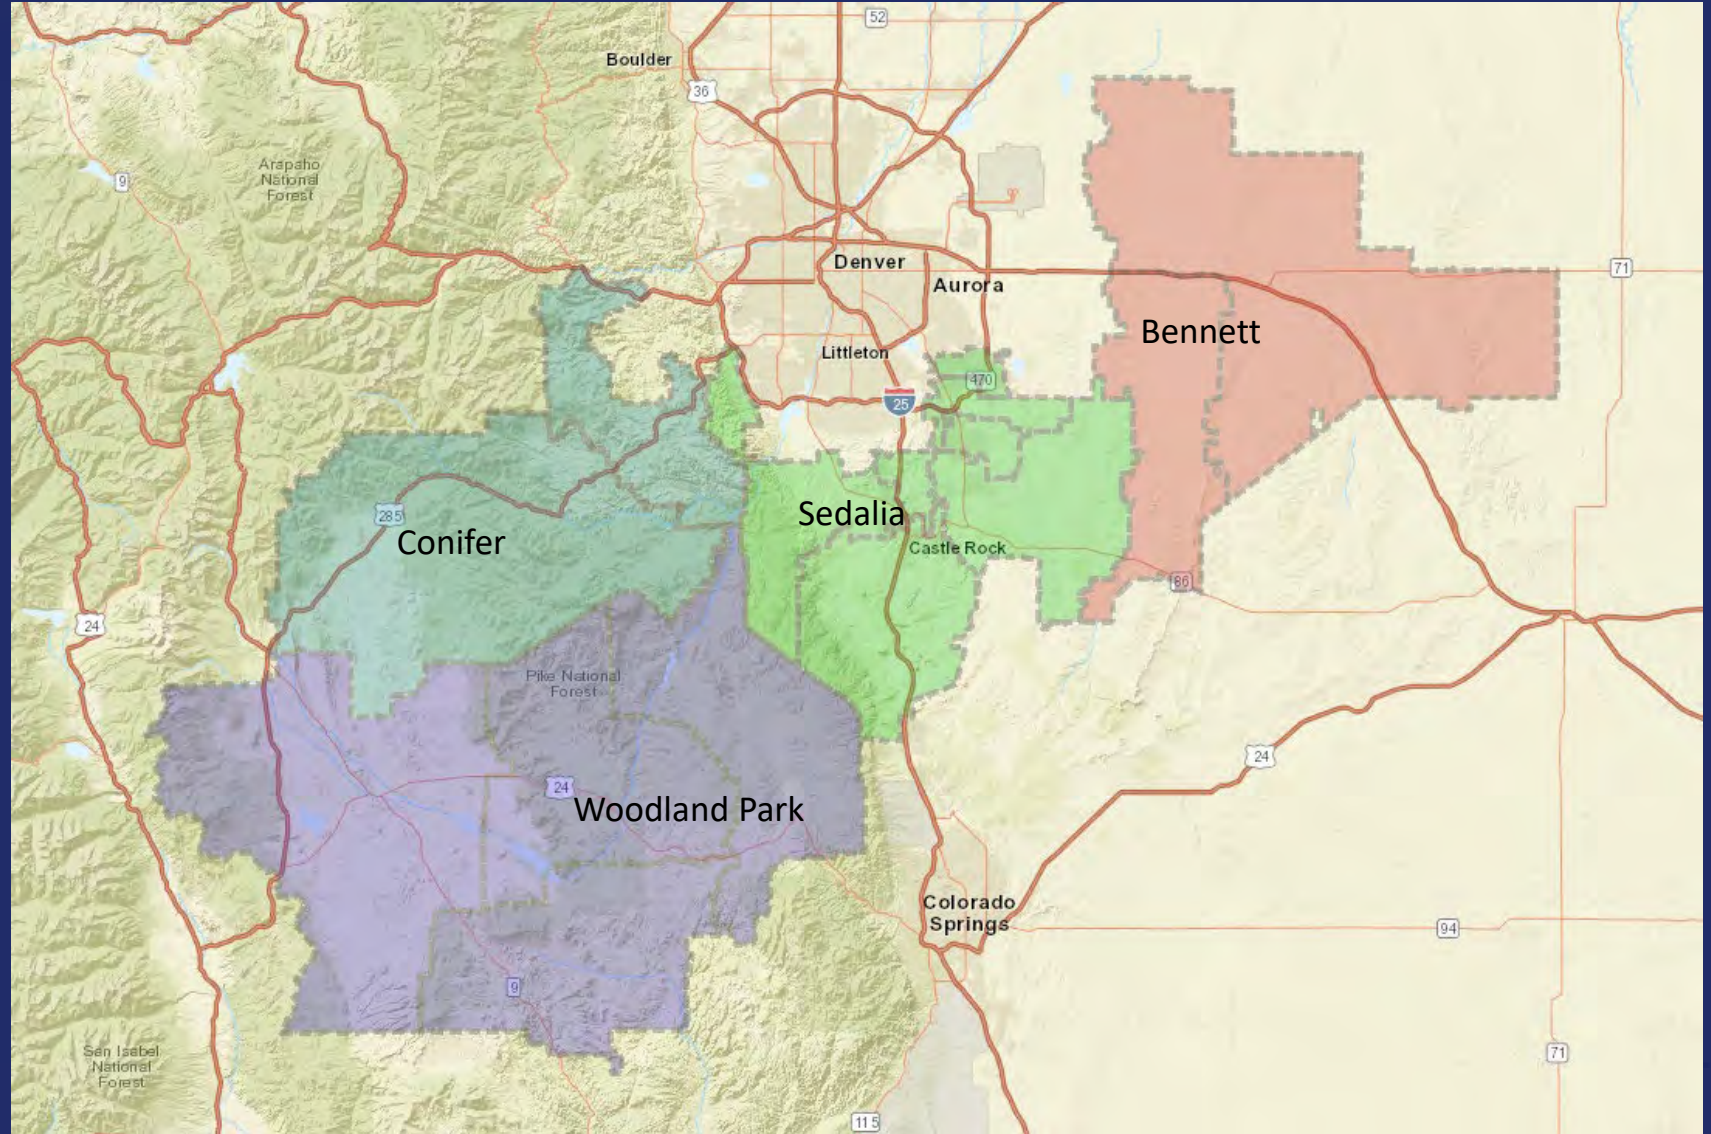 52
Boulder
36
Arapaho
National
Forest
9
Denver
71
Aurora
Bennett
Littleton
470
25
Sedalia
285
Conifer
Castle Rock
86
24
Pike National
Forest
24
24
Woodland Park
Colorado
Springs
94
9
San Isabel
National
Forest
71
115